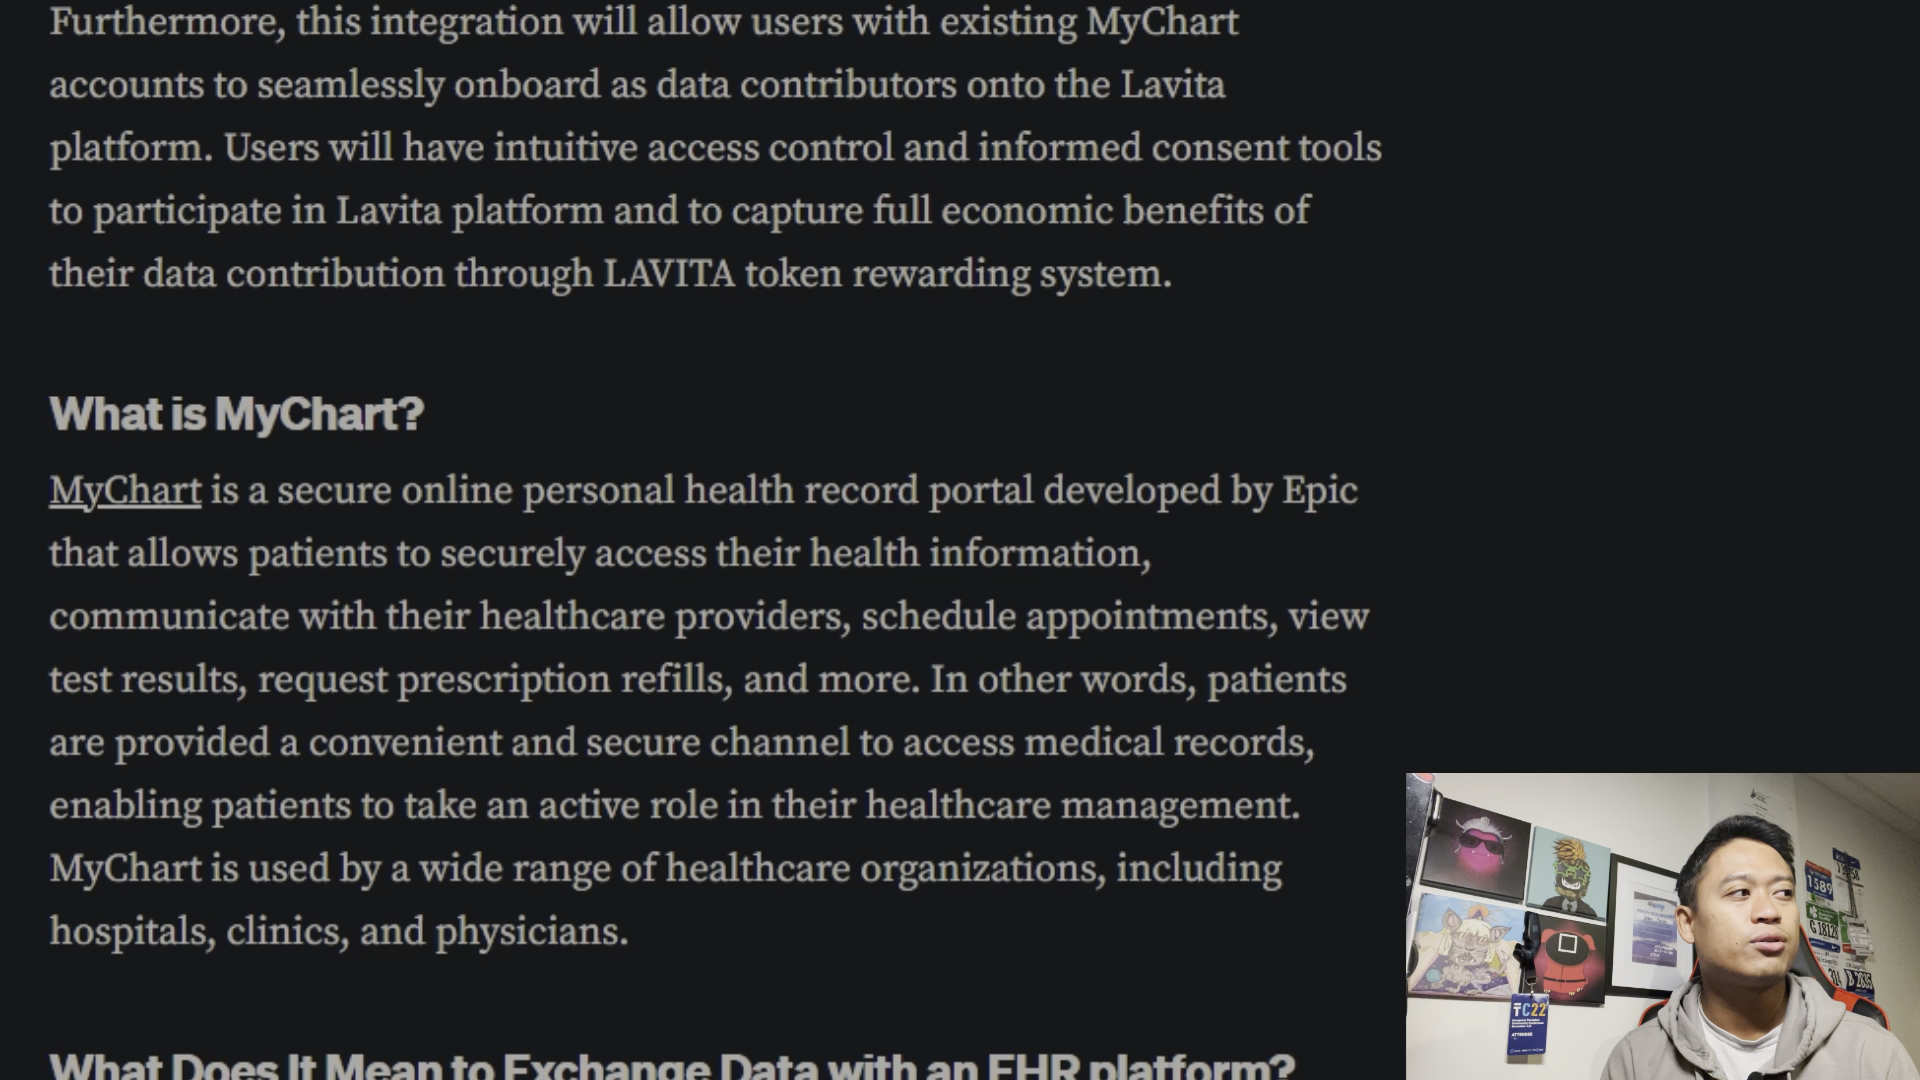 Furthermore, this integration will allow users with existing MyChart
accounts to seamlessly onboard as data contributors onto the Lavita
platform. Users will have intuitive access control and informed consent tools
to participate in Lavita platform and to capture full economic benefits of
their data contribution through LAVITA token rewarding system.
What is MyChart?
MyChart is a secure online personal health record portal developed by Epic
that allows patients to securely access their health information,
communicate with their healthcare providers, schedule appointments, view
test results, request prescription refills, and more. In other words, patients
are provided a convenient and secure channel to access medical records,
enabling patients to take an active role in their healthcare management.
MyChart is used by a wide range of healthcare organizations, including
hospitals, clinics, and physicians.
What Does It Mean to Exchange Data with an EHR platform?
1589
TC22
ATTENDEE